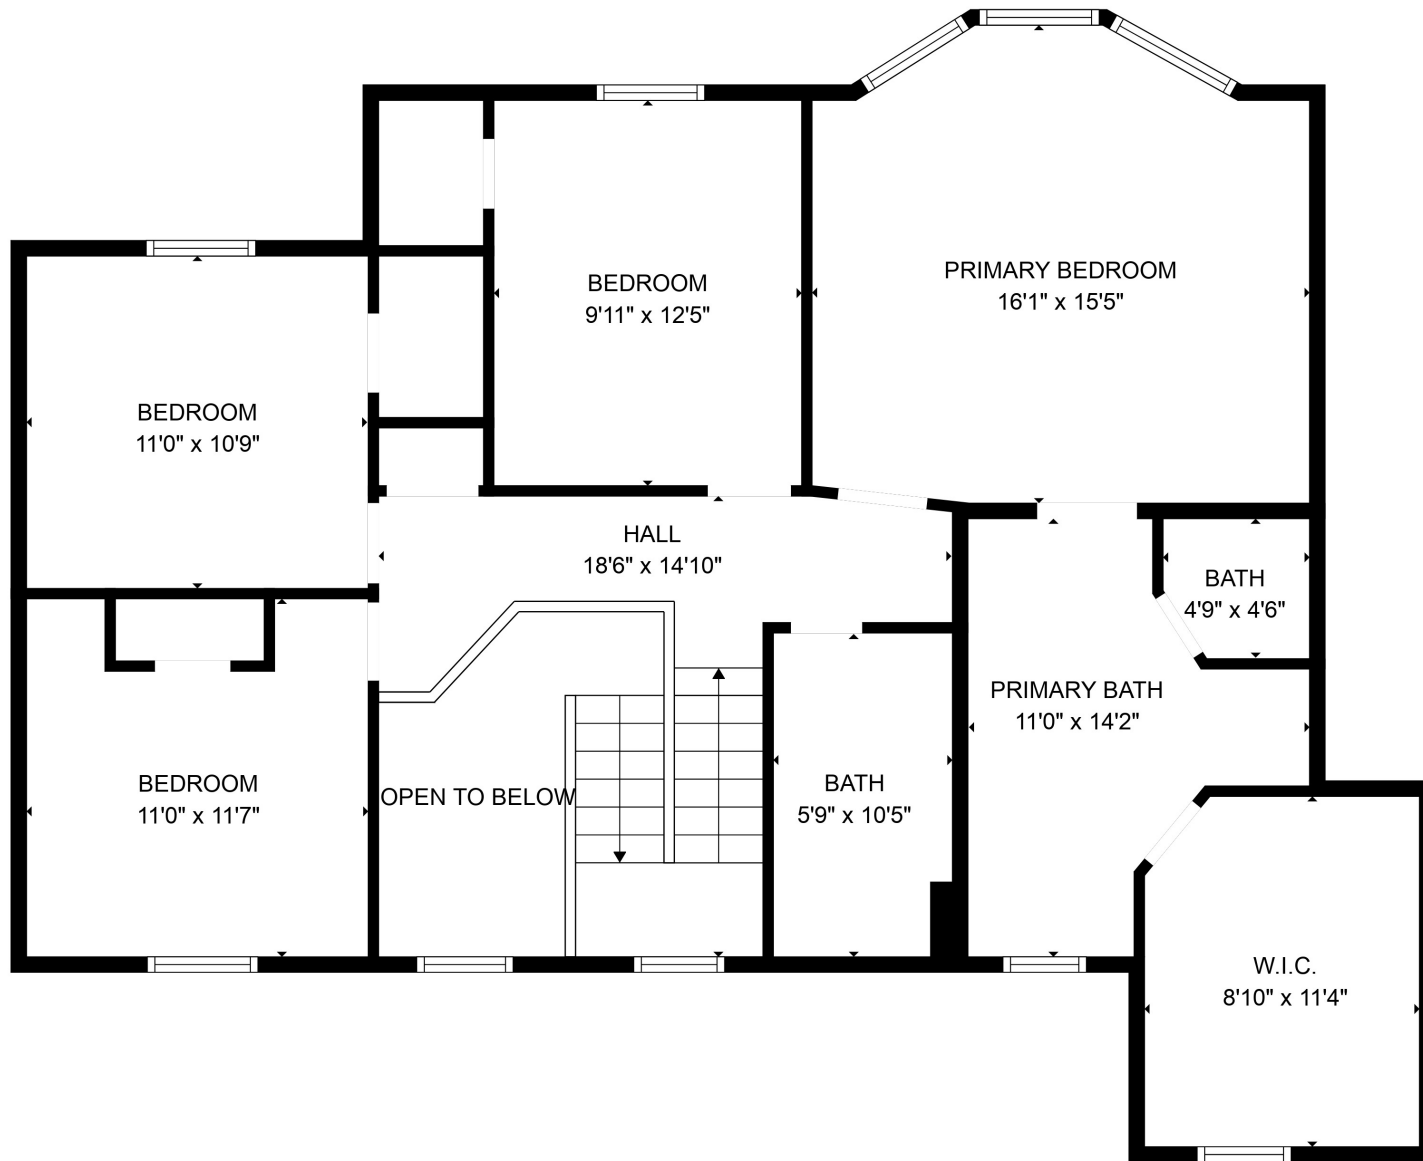 PRIMARY BEDROOM
16'1" x 15'5"
BEDROOM
9'11" x 12'5"
BEDROOM
11'0" x 10'9"
HALL
18'6" x 14'10"
BATH
4'9" x 4'6"
PRIMARY BATH
11'0" x 14'2"
BEDROOM
11'0" x 11'7"
OPEN TO BELOW
BATH
5'9" x 10'5"
W.I.C.
8'10" x 11'4"